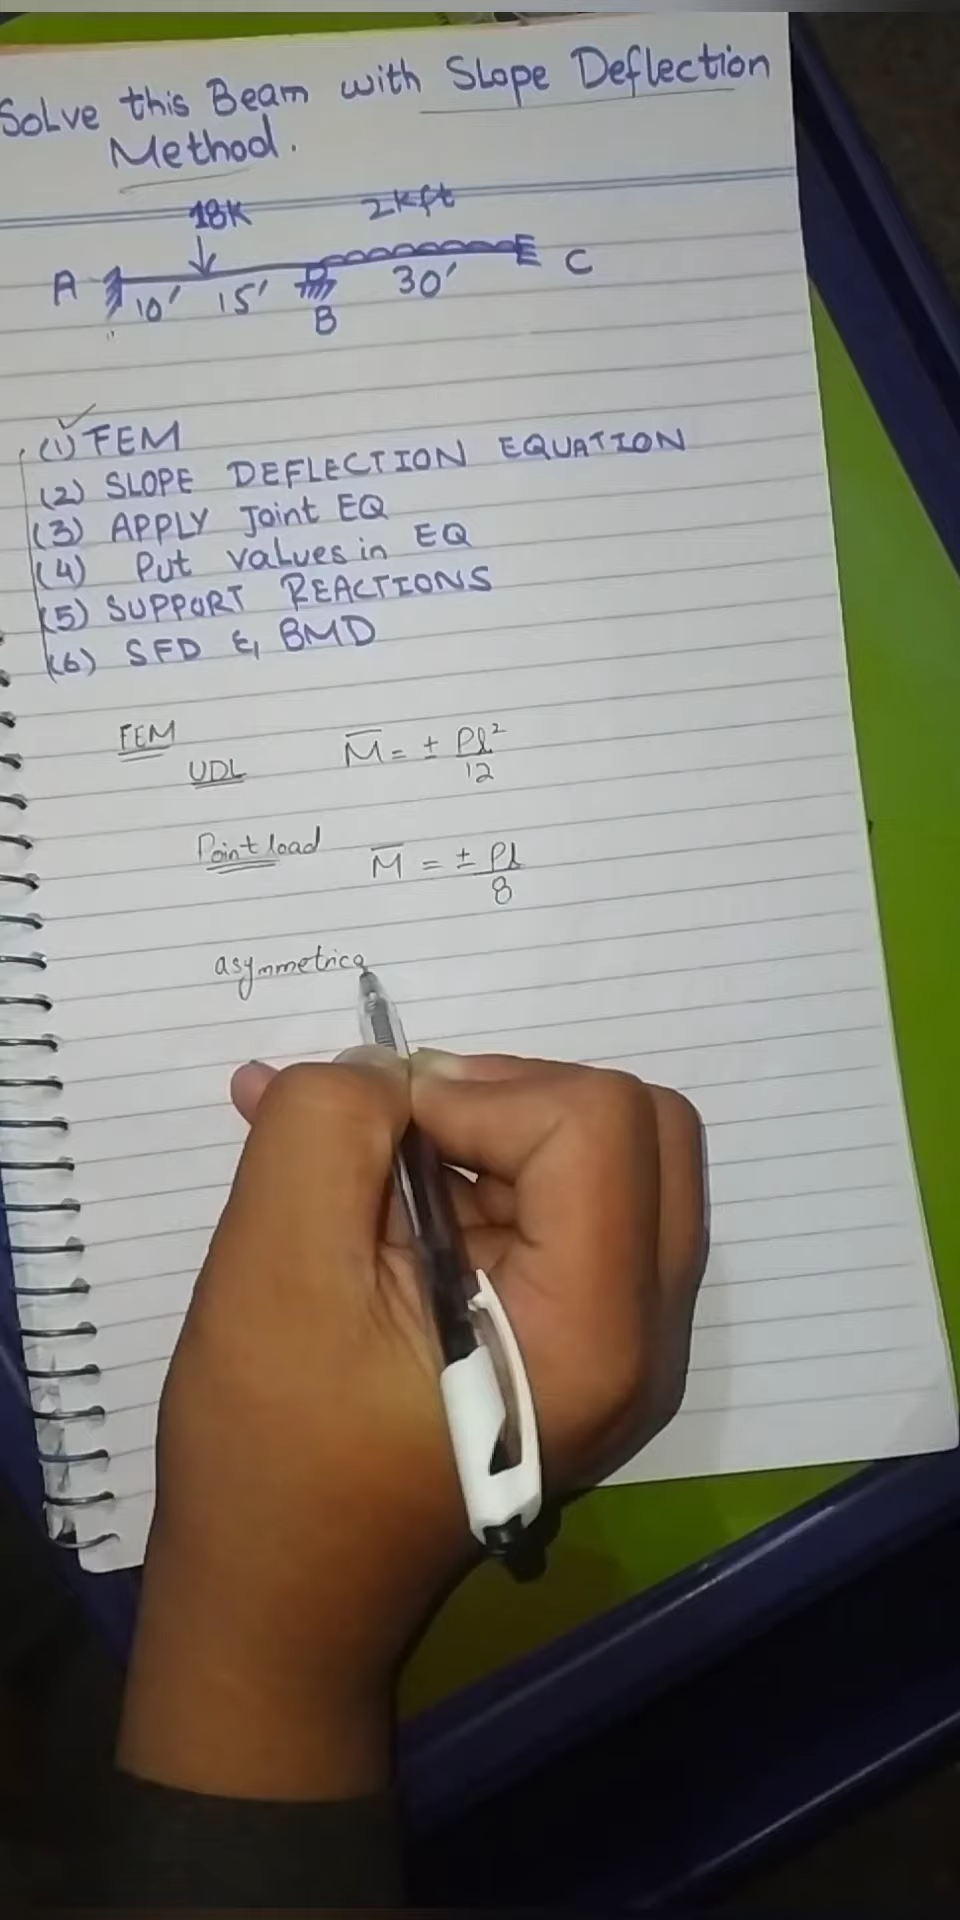 Solve this Beam with Slope Deflection
Method.
18K 2kft
A 10' 15' B 30' C
(1) FEM
(2) SLOPE DEFLECTION EQUATION
(3) APPLY Joint EQ
(4) Put values in EQ
(5) SUPPORT REACTIONS
(6) SFD & BMD
FEM
UDL M̅ = ± Pl²/12
Point load M̅ = ± Pl/8
asymmetrica